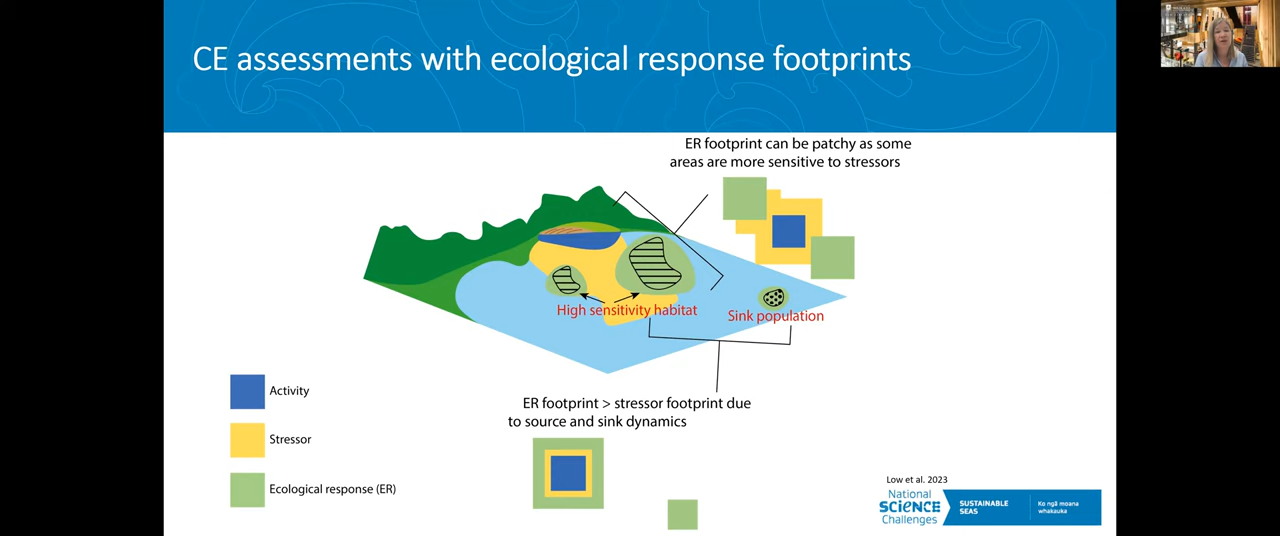 CE assessments with ecological response footprints
ER footprint can be patchy as some
areas are more sensitive to stressors
High sensitivity habitat
Sink population
ER footprint > stressor footprint due
to source and sink dynamics
Activity
Stressor
Ecological response (ER)
Low et al. 2023
National
SCIENCE
Challenges
SUSTAINABLE
SEAS
Ko ngā moana
whakauka